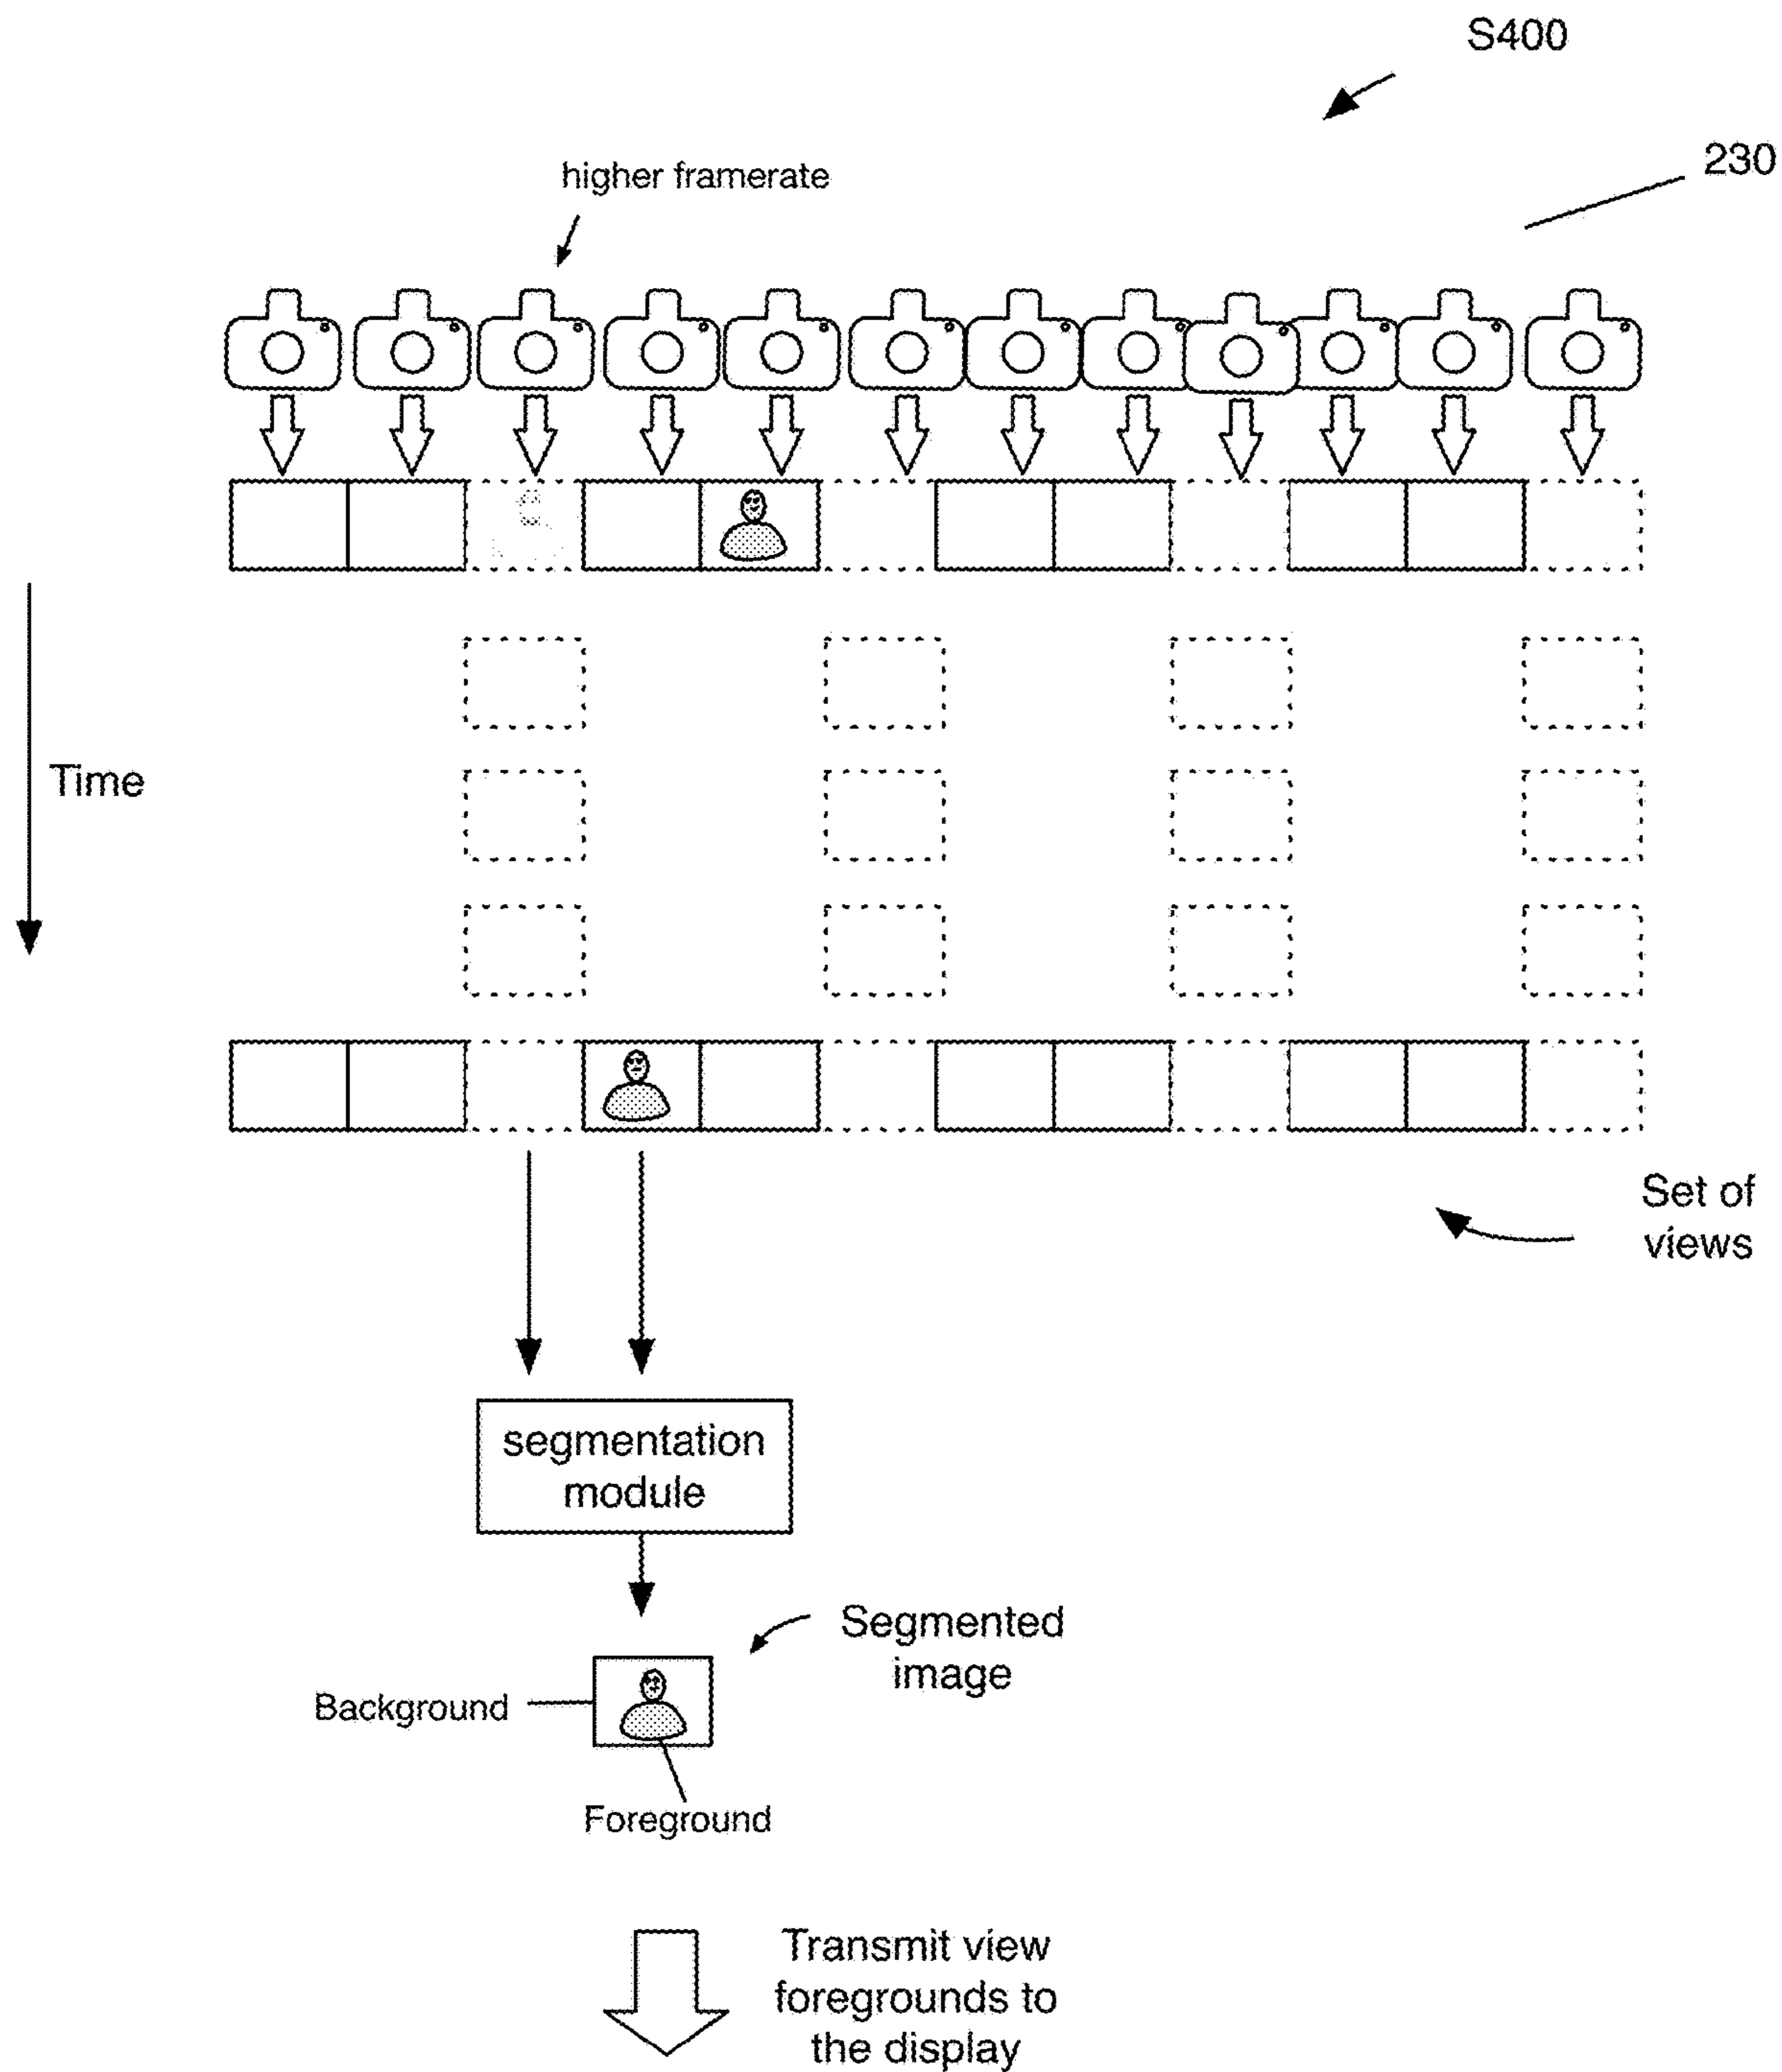 S400
230
higher framerate
Time
Set of
views
segmentation
module
Segmented
image
Background
Foreground
Transmit view
foregrounds to
the display